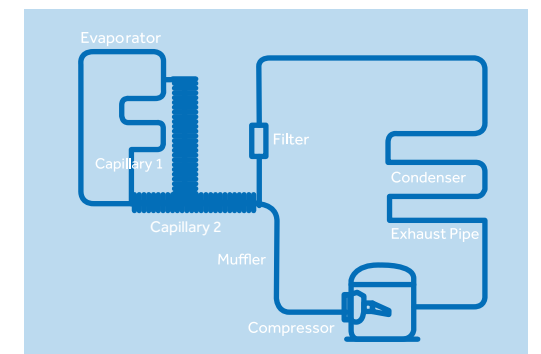 Evaporator
Filter
Capillary 1
Condenser
Capillary 2
Exhaust Pipe
Muffler
Compressor